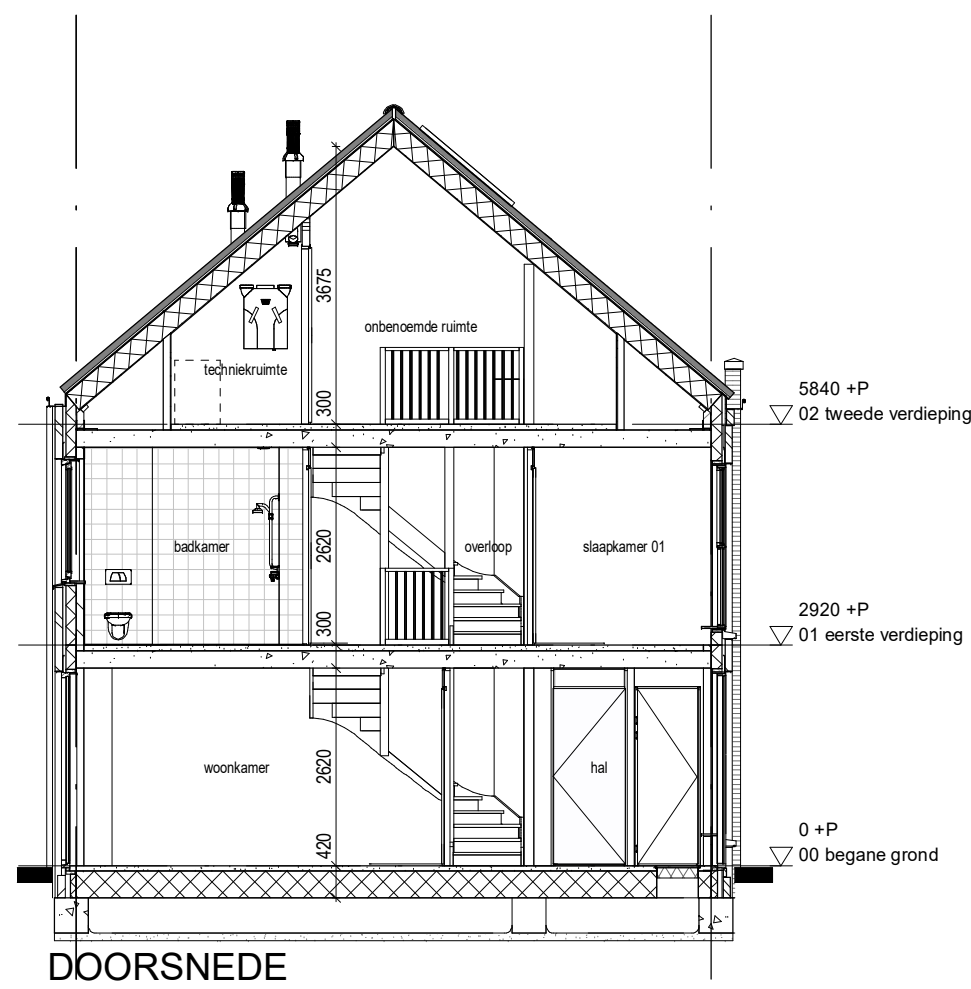 3675
onbenoemde ruimte
techniekruimte
300
5840 +P
02 tweede verdieping
badkamer
2620
overloop
slaapkamer 01
300
2920 +P
01 eerste verdieping
woonkamer
2620
hal
420
0 +P
00 begane grond
DOORSNEDE